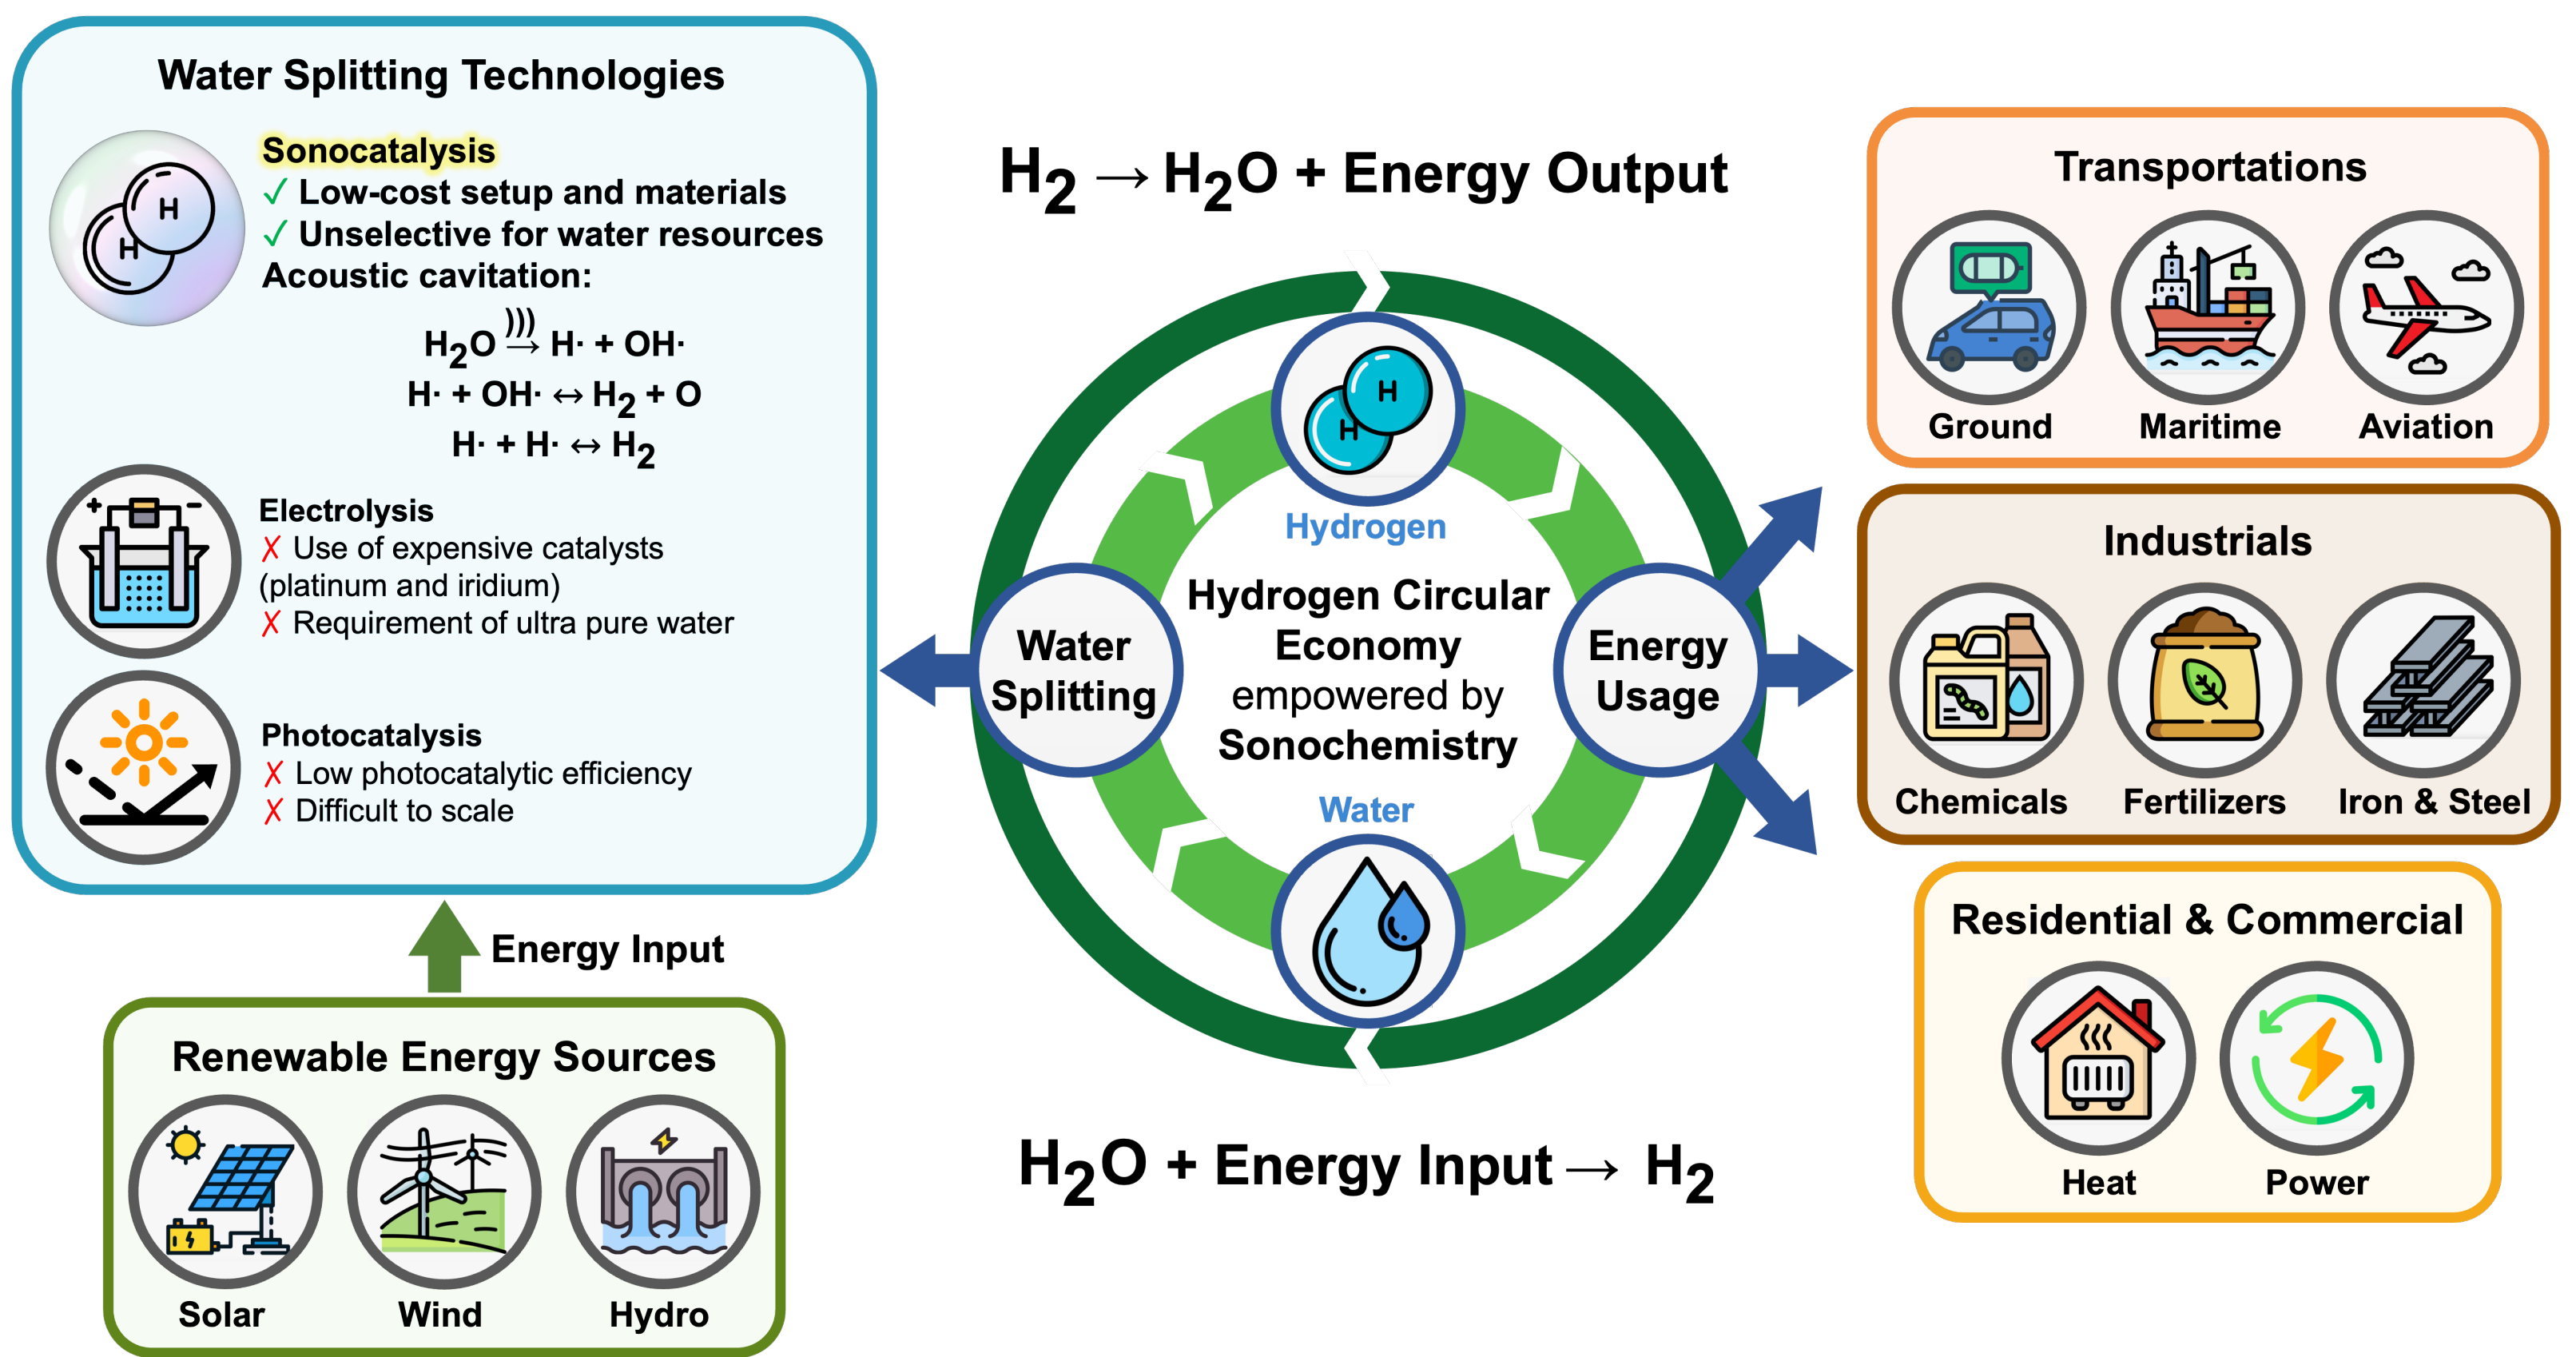 Water Splitting Technologies
H
H
Sonocatalysis
✓ Low-cost setup and materials
✓ Unselective for water resources
Acoustic cavitation:
)))
H₂O → H· + OH·
H· + OH· ↔ H₂ + O
H· + H· ↔ H₂
+ −
Electrolysis
✗ Use of expensive catalysts
(platinum and iridium)
✗ Requirement of ultra pure water
Photocatalysis
✗ Low photocatalytic efficiency
✗ Difficult to scale
Energy Input
Renewable Energy Sources
Solar
Wind
Hydro
H₂ → H₂O + Energy Output
H
H
Hydrogen
Hydrogen Circular
Economy
empowered by
Sonochemistry
Water
Splitting
Energy
Usage
Water
H₂O + Energy Input → H₂
Transportations
Ground
Maritime
Aviation
Industrials
Chemicals
Fertilizers
Iron & Steel
Residential & Commercial
Heat
Power